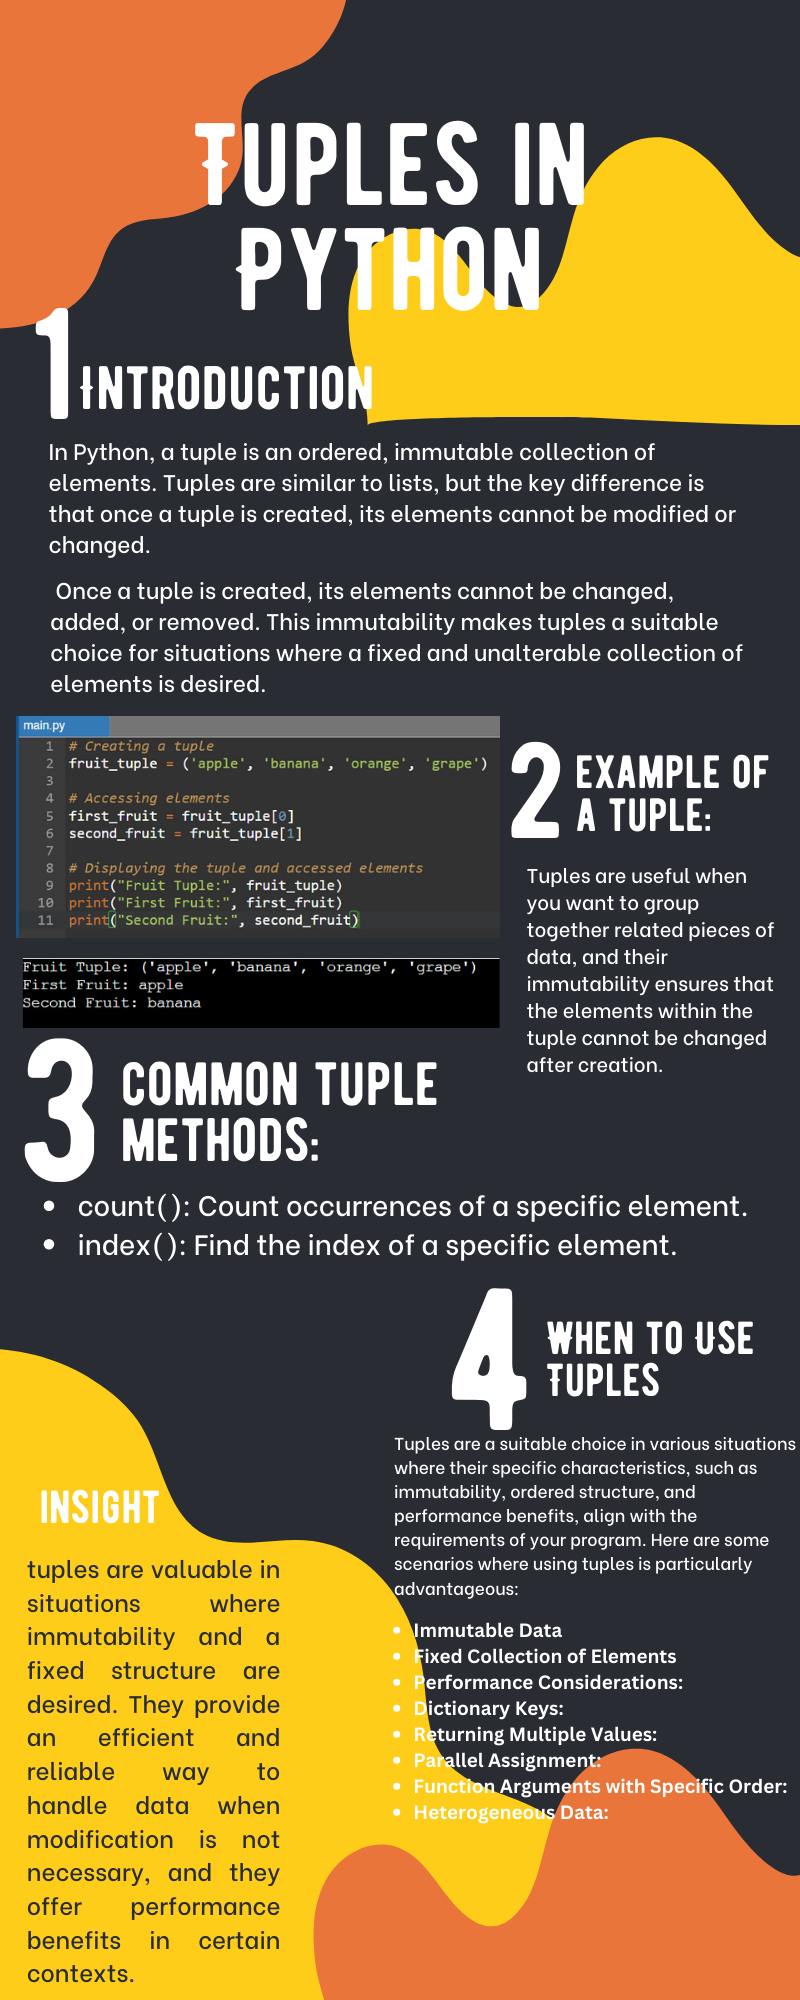 TUPLES IN
PYTHON
1 INTRODUCTION
In Python, a tuple is an ordered, immutable collection of
elements. Tuples are similar to lists, but the key difference is
that once a tuple is created, its elements cannot be modified or
changed.
Once a tuple is created, its elements cannot be changed,
added, or removed. This immutability makes tuples a suitable
choice for situations where a fixed and unalterable collection of
elements is desired.
main.py
1 # Creating a tuple
2 fruit_tuple = ('apple', 'banana', 'orange', 'grape')
3
4 # Accessing elements
5 first_fruit = fruit_tuple[0]
6 second_fruit = fruit_tuple[1]
7
8 # Displaying the tuple and accessed elements
9 print("Fruit Tuple:", fruit_tuple)
10 print("First Fruit:", first_fruit)
11 print("Second Fruit:", second_fruit)
Fruit Tuple: ('apple', 'banana', 'orange', 'grape')
First Fruit: apple
Second Fruit: banana
2 EXAMPLE OF
A TUPLE:
Tuples are useful when
you want to group
together related pieces of
data, and their
immutability ensures that
the elements within the
tuple cannot be changed
after creation.
3 COMMON TUPLE
METHODS:
• count(): Count occurrences of a specific element.
• index(): Find the index of a specific element.
4 WHEN TO USE
TUPLES
Tuples are a suitable choice in various situations
where their specific characteristics, such as
immutability, ordered structure, and
performance benefits, align with the
requirements of your program. Here are some
scenarios where using tuples is particularly
advantageous:
• Immutable Data
• Fixed Collection of Elements
• Performance Considerations:
• Dictionary Keys:
• Returning Multiple Values:
• Parallel Assignment:
• Function Arguments with Specific Order:
• Heterogeneous Data:
INSIGHT
tuples are valuable in
situations where
immutability and a
fixed structure are
desired. They provide
an efficient and
reliable way to
handle data when
modification is not
necessary, and they
offer performance
benefits in certain
contexts.